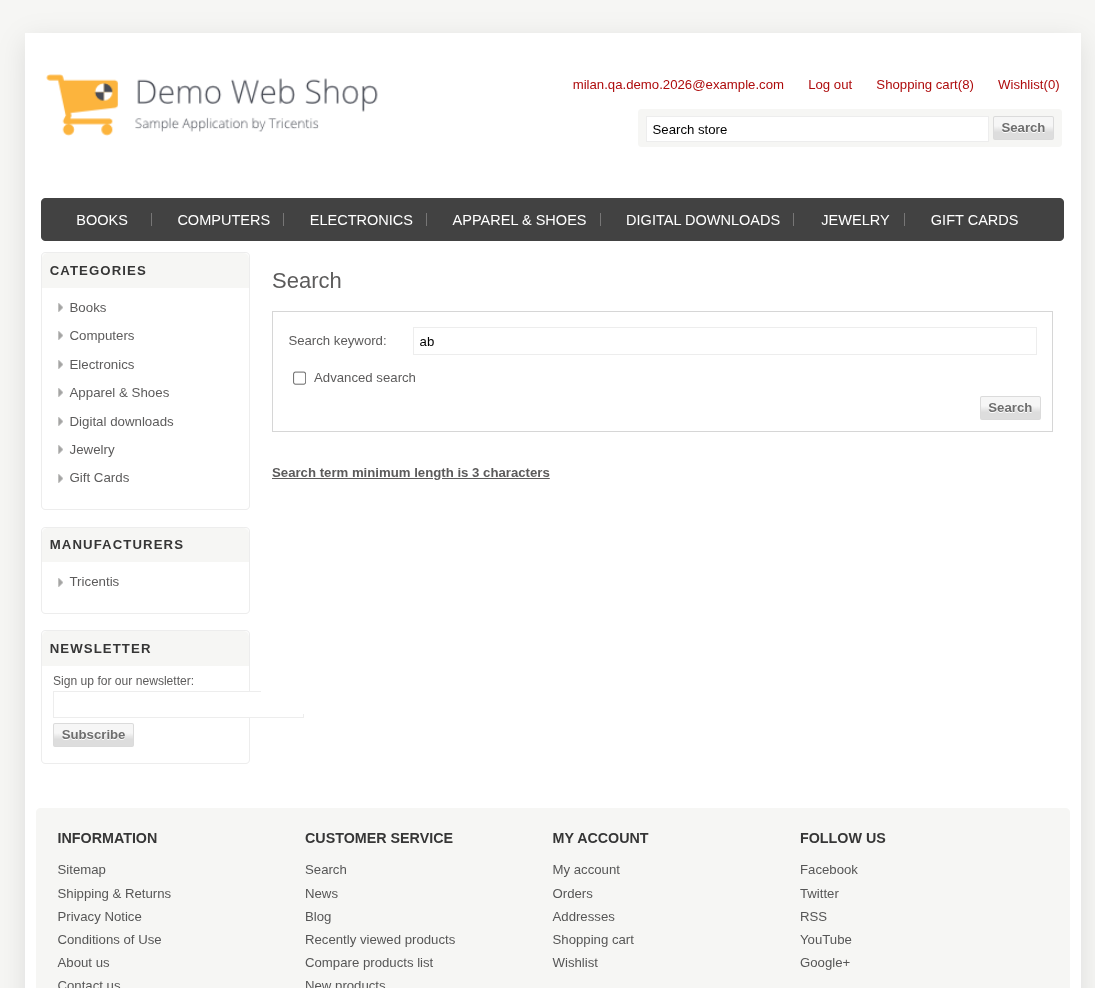 Demo Web Shop
Sample Application by Tricentis
milan.qa.demo.2026@example.com Log out Shopping cart(8) Wishlist(0)
Search store Search
BOOKS COMPUTERS ELECTRONICS APPAREL & SHOES DIGITAL DOWNLOADS JEWELRY GIFT CARDS
CATEGORIES
Books
Computers
Electronics
Apparel & Shoes
Digital downloads
Jewelry
Gift Cards
MANUFACTURERS
Tricentis
NEWSLETTER
Sign up for our newsletter:
Subscribe
Search
Search keyword: ab
Advanced search
Search
Search term minimum length is 3 characters
INFORMATION
Sitemap
Shipping & Returns
Privacy Notice
Conditions of Use
About us
Contact us
CUSTOMER SERVICE
Search
News
Blog
Recently viewed products
Compare products list
New products
MY ACCOUNT
My account
Orders
Addresses
Shopping cart
Wishlist
FOLLOW US
Facebook
Twitter
RSS
YouTube
Google+